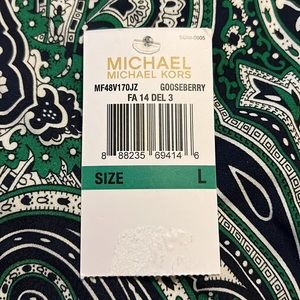 MICHAEL
MICHAEL KORS
MF48V170JZ GOOSEBERRY
FA 14 DEL 3
8 88235 69414 6
SIZE L